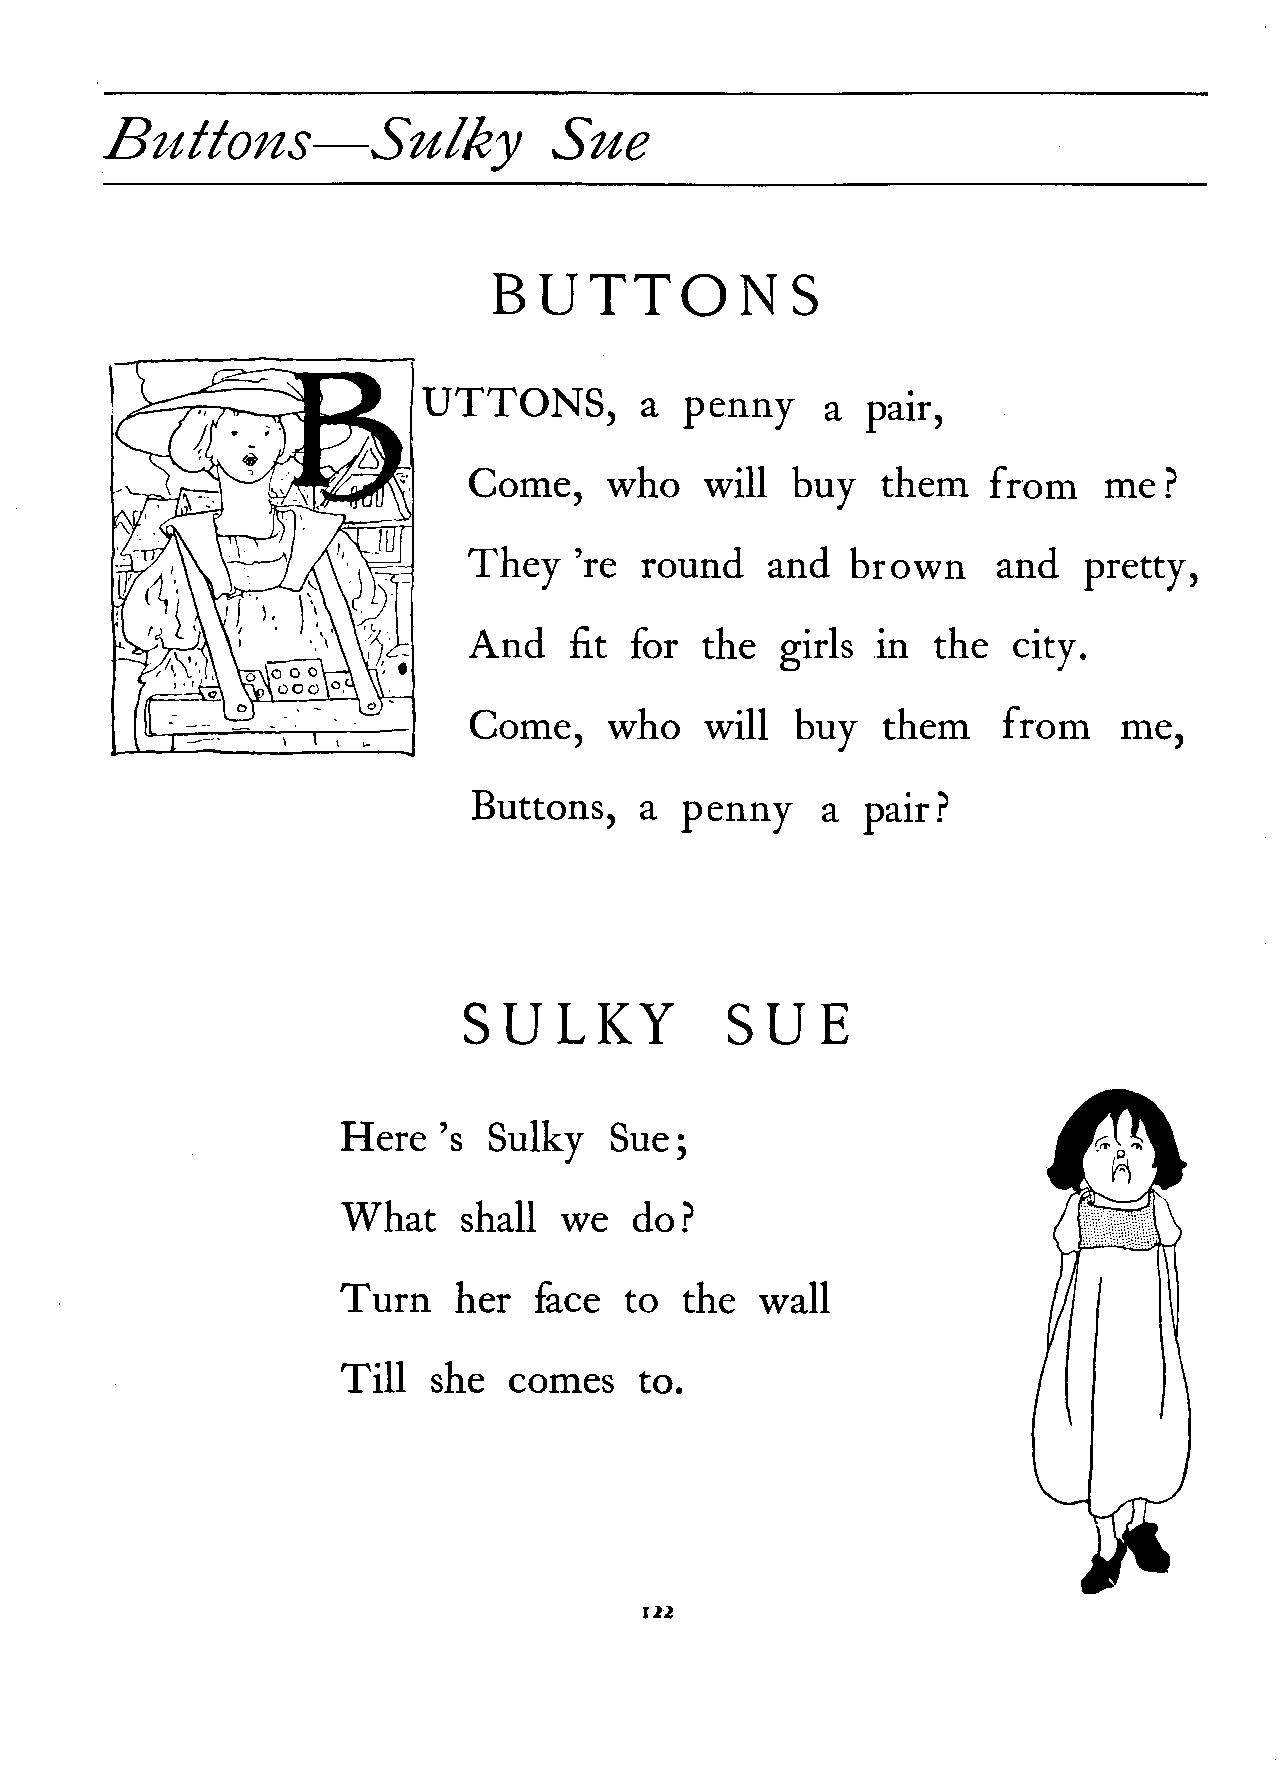 Buttons—Sulky Sue
BUTTONS
BUTTONS, a penny a pair,
Come, who will buy them from me?
They 're round and brown and pretty,
And fit for the girls in the city.
Come, who will buy them from me,
Buttons, a penny a pair?
SULKY SUE
Here 's Sulky Sue;
What shall we do?
Turn her face to the wall
Till she comes to.
122